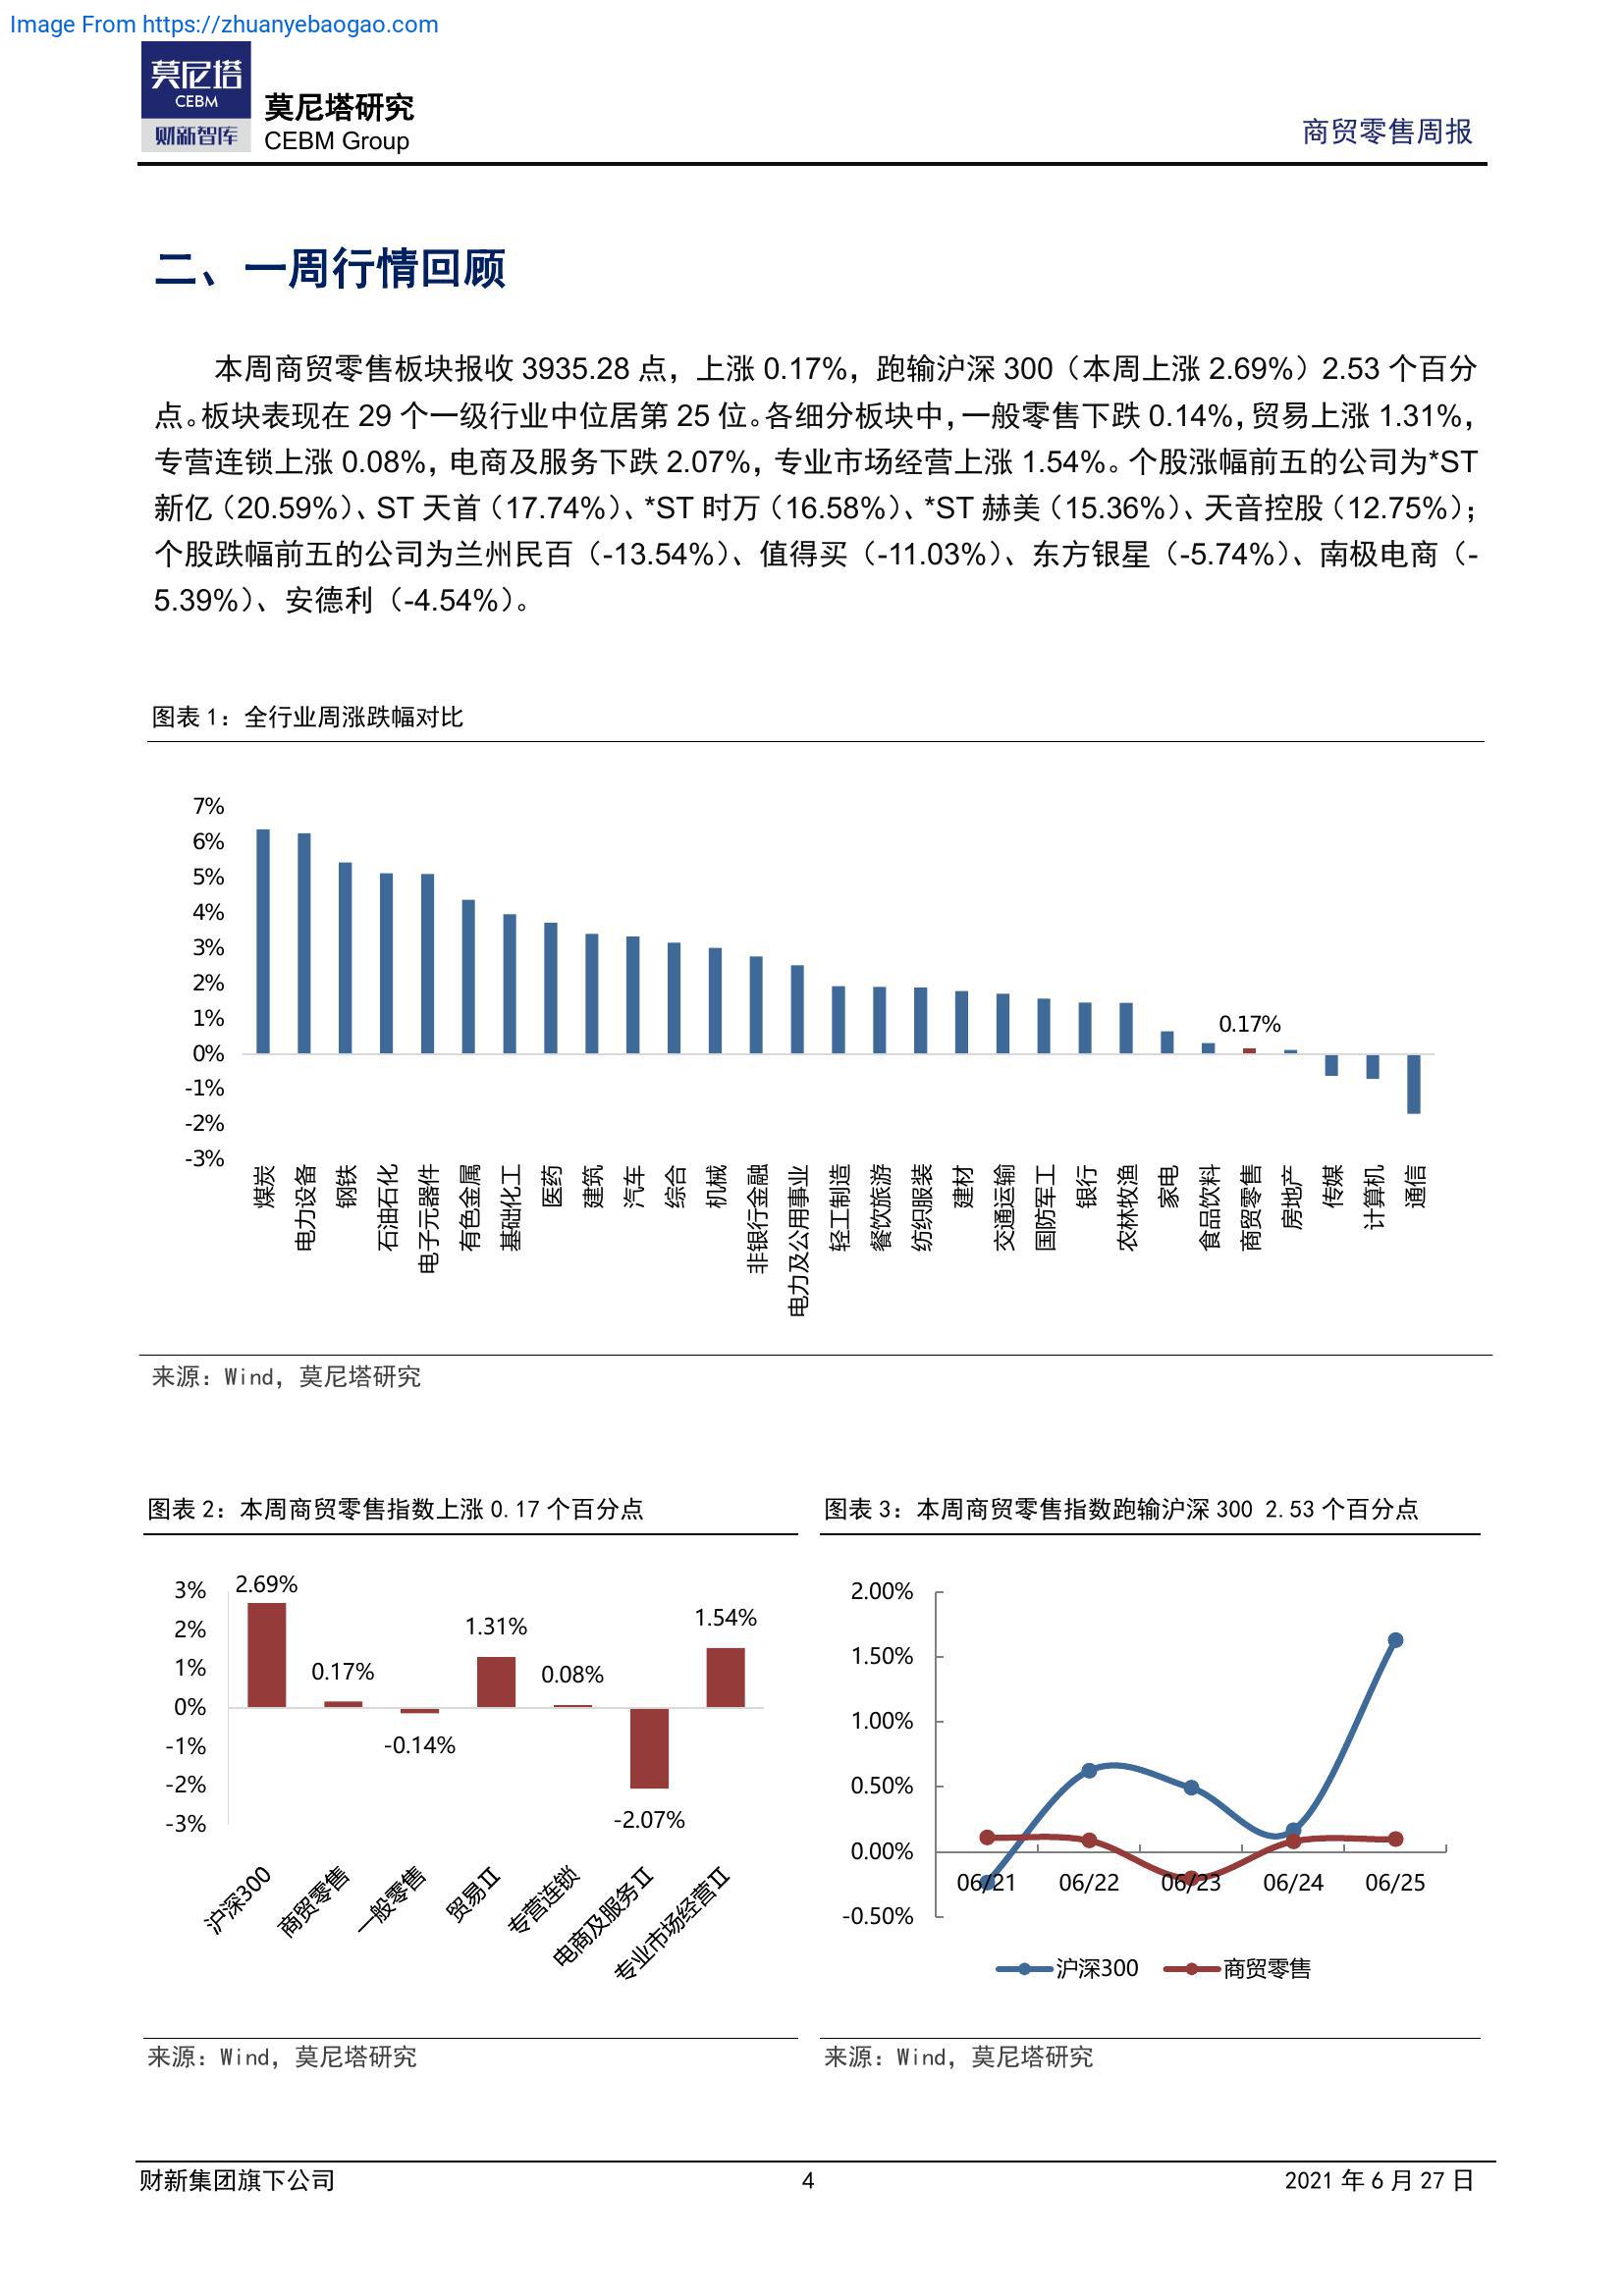 Image From https://zhuanyebaogao.com
莫尼塔
CEBM
财新智库
莫尼塔研究
CEBM Group
商贸零售周报
二、一周行情回顾
本周商贸零售板块报收 3935.28 点，上涨 0.17%，跑输沪深 300（本周上涨 2.69%）2.53 个百分
点。板块表现在 29 个一级行业中位居第 25 位。各细分板块中，一般零售下跌 0.14%，贸易上涨 1.31%，
专营连锁上涨 0.08%，电商及服务下跌 2.07%，专业市场经营上涨 1.54%。个股涨幅前五的公司为*ST
新亿（20.59%）、ST 天首（17.74%）、*ST 时万（16.58%）、*ST 赫美（15.36%）、天音控股（12.75%）；
个股跌幅前五的公司为兰州民百（-13.54%）、值得买（-11.03%）、东方银星（-5.74%）、南极电商（-
5.39%）、安德利（-4.54%）。
图表 1：全行业周涨跌幅对比
7%
6%
5%
4%
3%
2%
1%
0%
-1%
-2%
-3%
0.17%
煤炭
电力设备
钢铁
石油石化
电子元器件
有色金属
基础化工
医药
建筑
汽车
综合
机械
非银行金融
电力及公用事业
轻工制造
餐饮旅游
纺织服装
建材
交通运输
国防军工
银行
农林牧渔
家电
食品饮料
商贸零售
房地产
传媒
计算机
通信
来源：Wind，莫尼塔研究
图表 2：本周商贸零售指数上涨 0.17 个百分点
3%
2%
1%
0%
-1%
-2%
-3%
2.69%
0.17%
-0.14%
1.31%
0.08%
-2.07%
1.54%
沪深300
商贸零售
一般零售
贸易Ⅱ
专营连锁
电商及服务Ⅱ
专业市场经营Ⅱ
来源：Wind，莫尼塔研究
图表 3：本周商贸零售指数跑输沪深 300 2.53 个百分点
2.00%
1.50%
1.00%
0.50%
0.00%
-0.50%
06/21
06/22
06/23
06/24
06/25
沪深300
商贸零售
来源：Wind，莫尼塔研究
财新集团旗下公司
4
2021 年 6 月 27 日